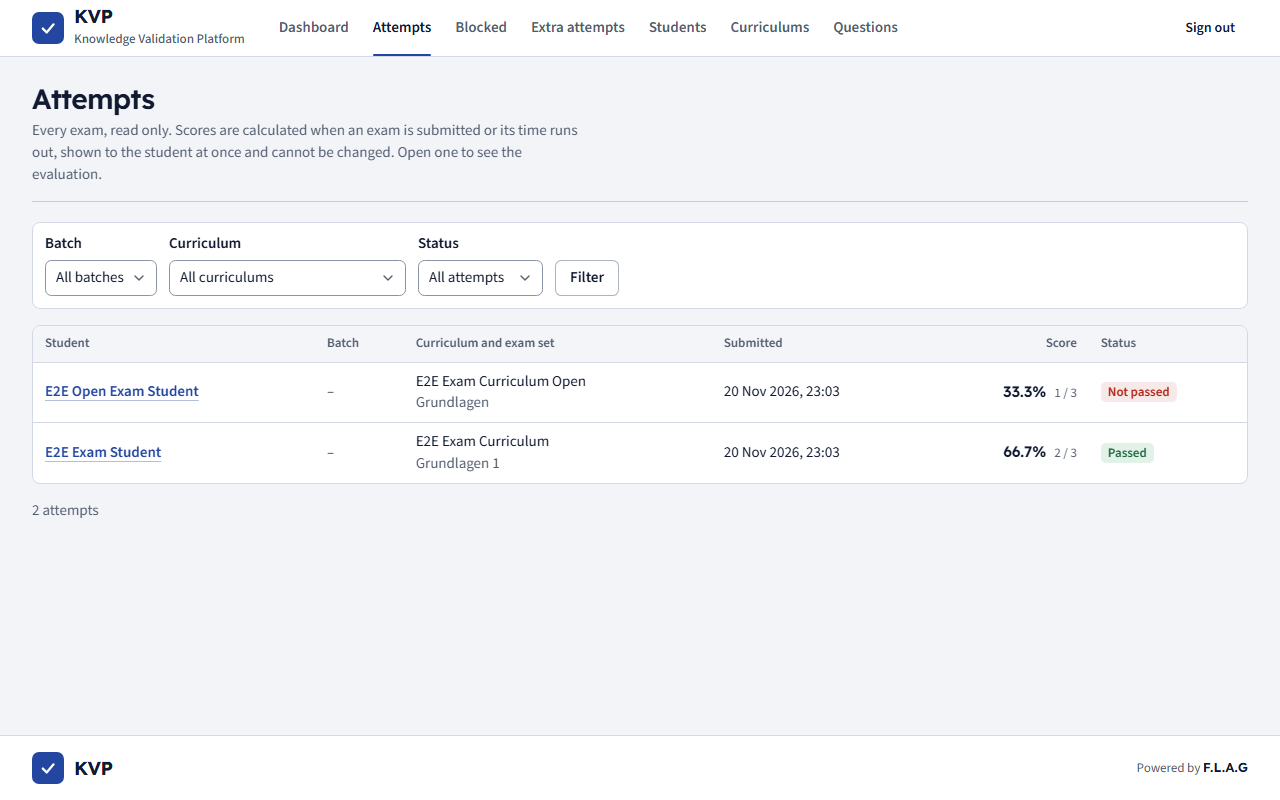 KVP
Knowledge Validation Platform
Dashboard
Attempts
Blocked
Extra attempts
Students
Curriculums
Questions
Sign out
Attempts
Every exam, read only. Scores are calculated when an exam is submitted or its time runs
out, shown to the student at once and cannot be changed. Open one to see the
evaluation.
Batch
Curriculum
Status
All batches
All curriculums
All attempts
Filter
Student Batch Curriculum and exam set Submitted Score Status
E2E Open Exam Student – E2E Exam Curriculum Open 20 Nov 2026, 23:03 33.3% 1 / 3 Not passed
Grundlagen
E2E Exam Student – E2E Exam Curriculum 20 Nov 2026, 23:03 66.7% 2 / 3 Passed
Grundlagen 1
2 attempts
KVP
Powered by F.L.A.G